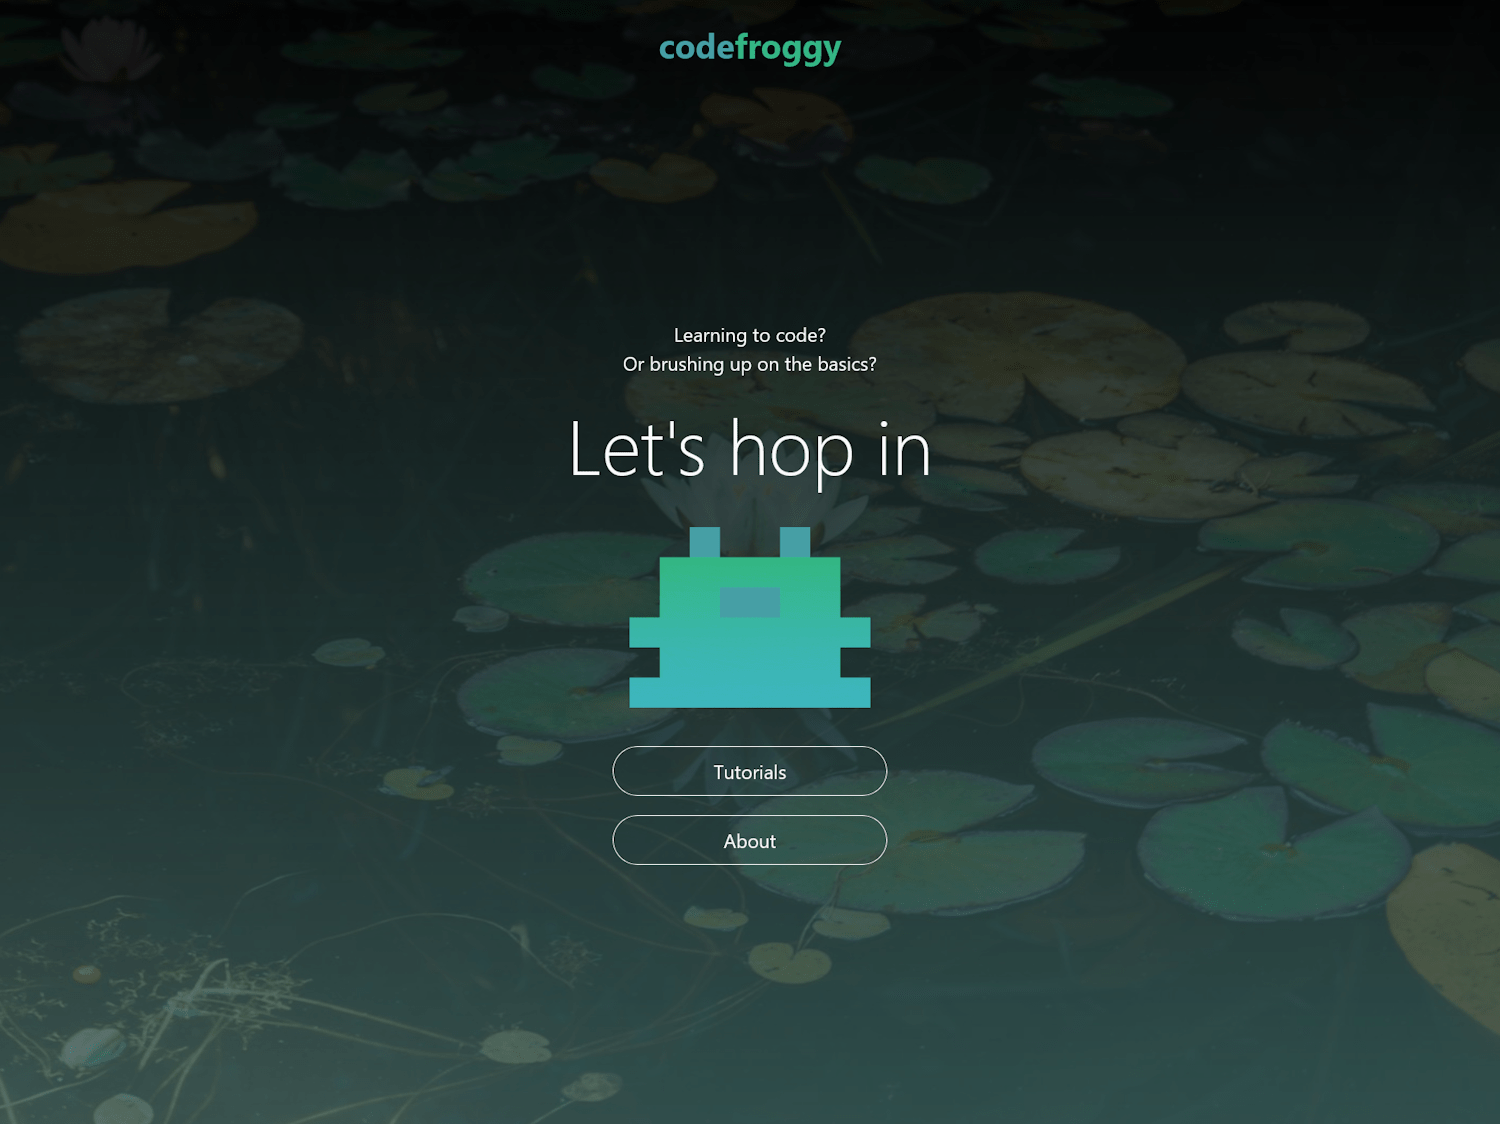 codefroggy
Learning to code?
Or brushing up on the basics?
Let's hop in
Tutorials
About